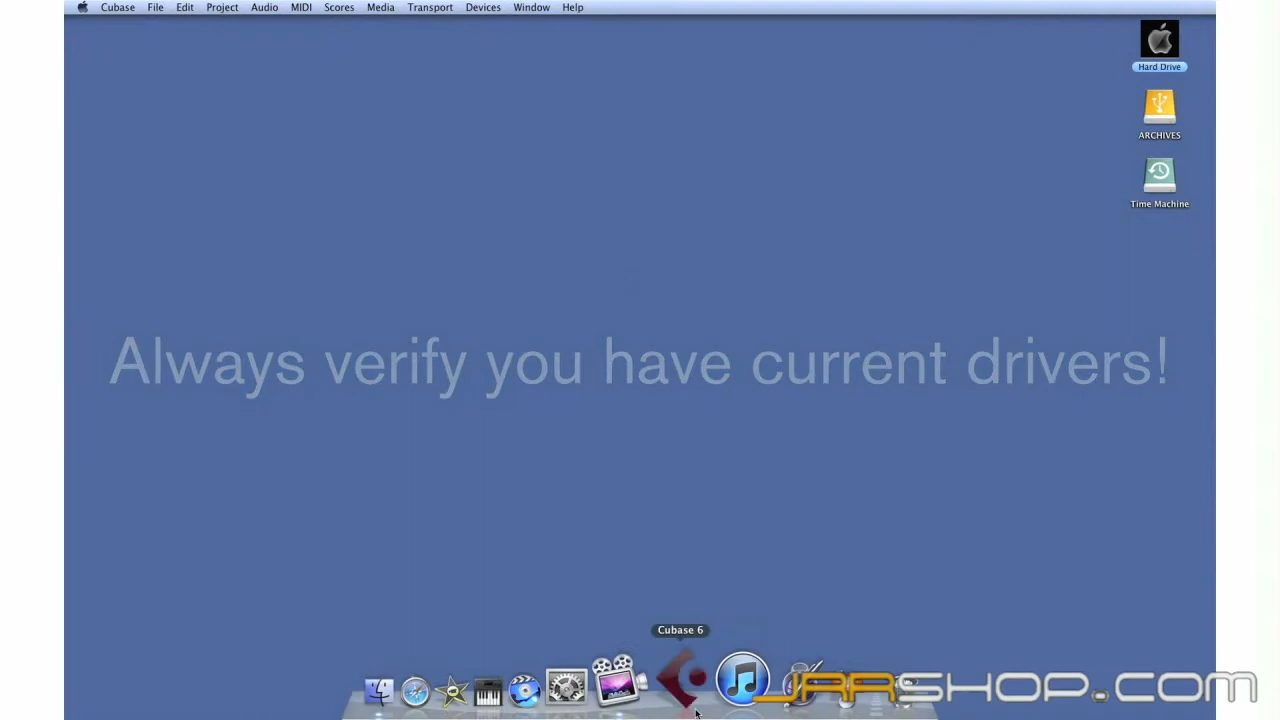 Cubase File Edit Project Audio MIDI Scores Media Transport Devices Window Help
Hard Drive
ARCHIVES
Time Machine
Always verify you have current drivers!
Cubase 6
JRRSHOP.COM